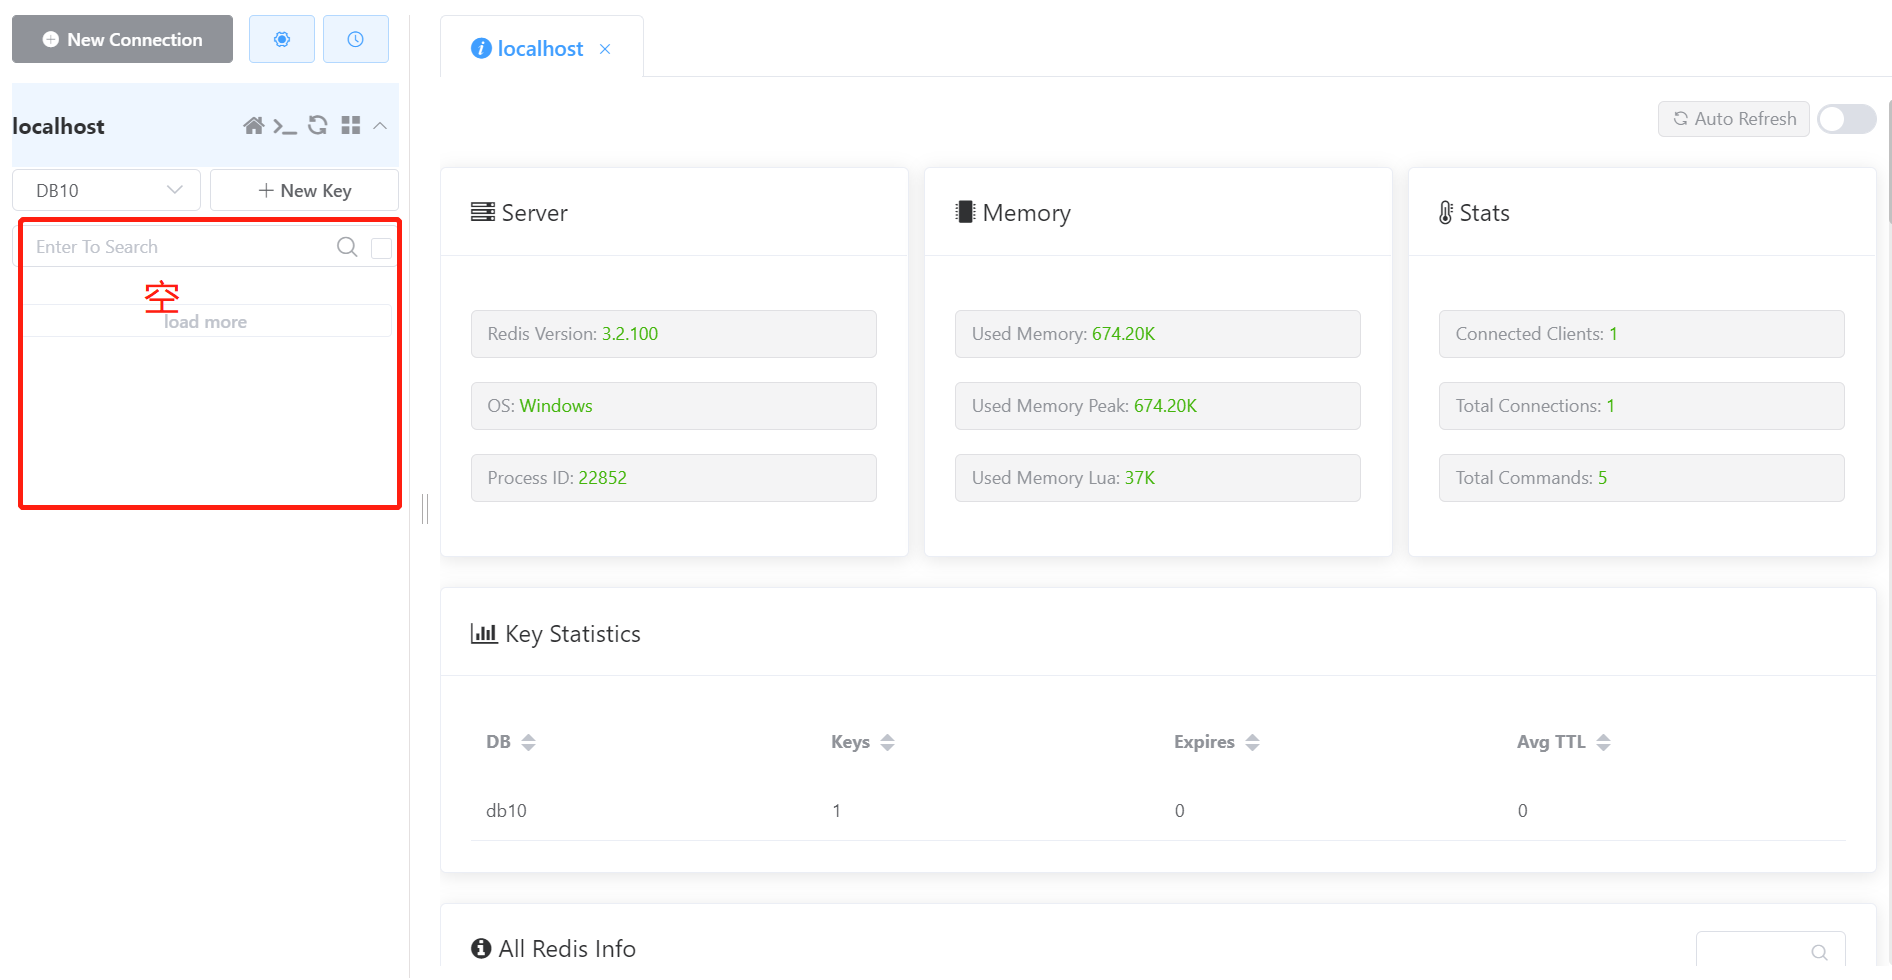 New Connection
localhost
DB10
New Key
Enter To Search
空
load more
localhost
Auto Refresh
Server
Redis Version: 3.2.100
OS: Windows
Process ID: 22852
Memory
Used Memory: 674.20K
Used Memory Peak: 674.20K
Used Memory Lua: 37K
Stats
Connected Clients: 1
Total Connections: 1
Total Commands: 5
Key Statistics
DB Keys Expires Avg TTL
db10 1 0 0
All Redis Info